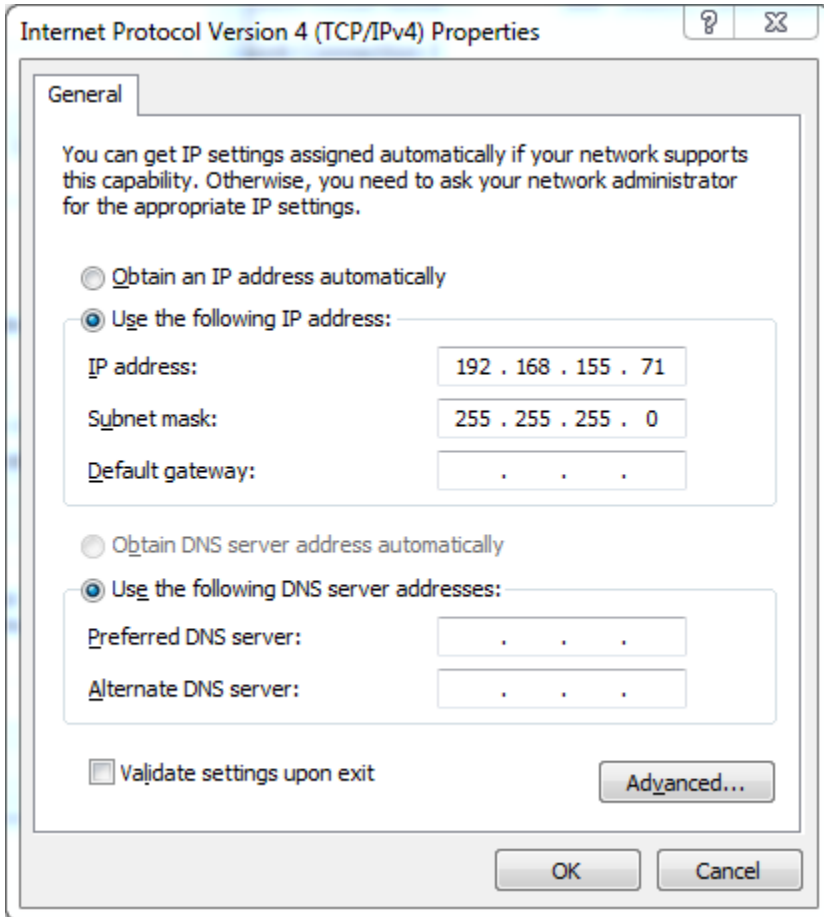 Internet Protocol Version 4 (TCP/IPv4) Properties
General
You can get IP settings assigned automatically if your network supports
this capability. Otherwise, you need to ask your network administrator
for the appropriate IP settings.
Obtain an IP address automatically
Use the following IP address:
IP address: 192 . 168 . 155 . 71
Subnet mask: 255 . 255 . 255 . 0
Default gateway: . . .
Obtain DNS server address automatically
Use the following DNS server addresses:
Preferred DNS server: . . .
Alternate DNS server: . . .
Validate settings upon exit
Advanced...
OK Cancel